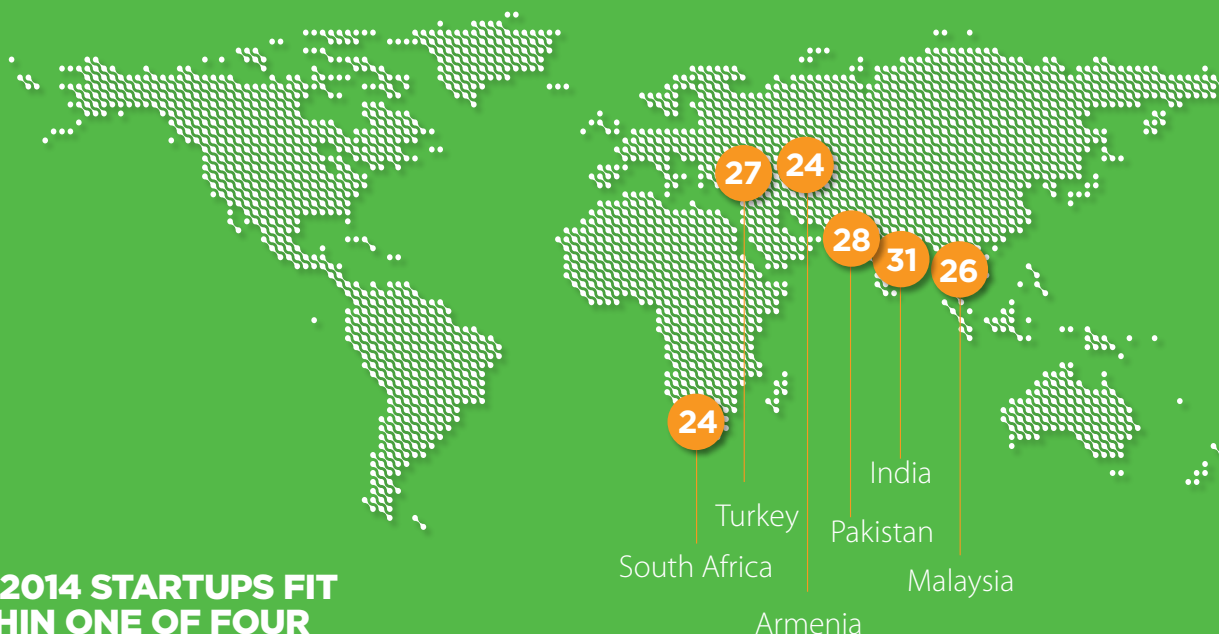 27
24
28
31
26
24
India
Turkey
Pakistan
South Africa
Malaysia
Armenia
2014 STARTUPS FIT
HIN ONE OF FOUR